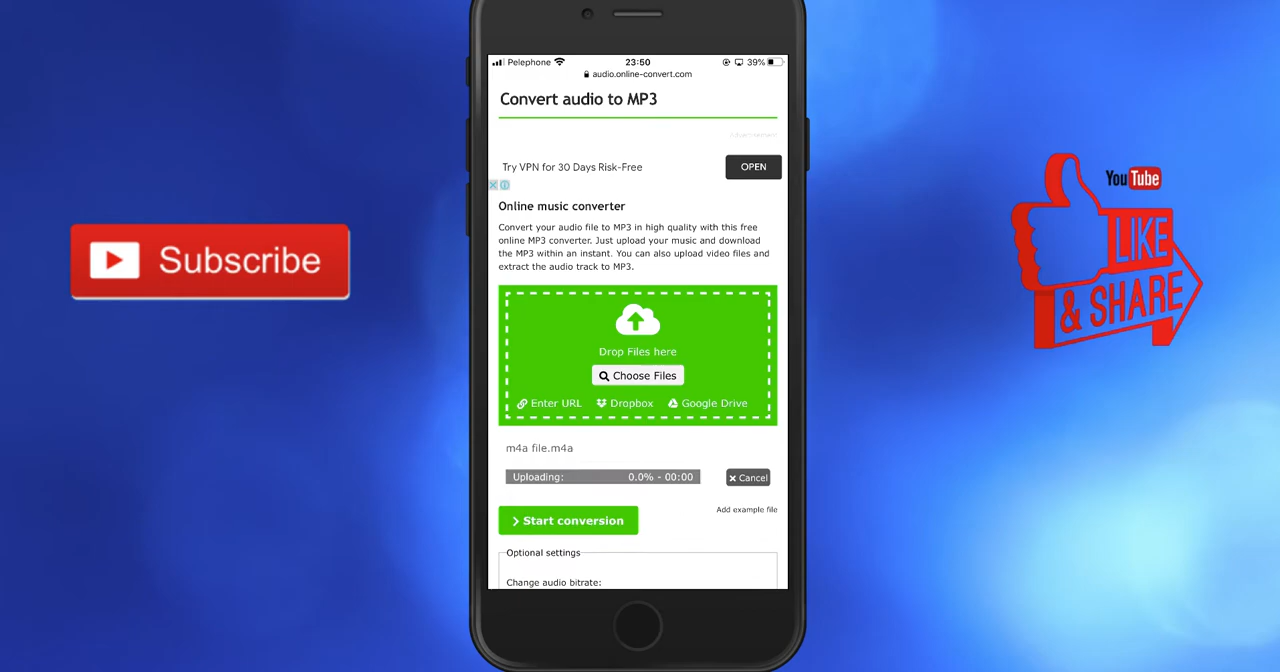 Pelephone
23:50
39%
audio.online-convert.com
Convert audio to MP3
Advertisement
Try VPN for 30 Days Risk-Free
OPEN
Online music converter
Convert your audio file to MP3 in high quality with this free
online MP3 converter. Just upload your music and download
the MP3 within an instant. You can also upload video files and
extract the audio track to MP3.
Drop Files here
Choose Files
Enter URL Dropbox Google Drive
m4a file.m4a
Uploading: 0.0% - 00:00
Cancel
Add example file
Start conversion
Optional settings
Change audio bitrate:
Subscribe
YouTube
LIKE
& SHARE